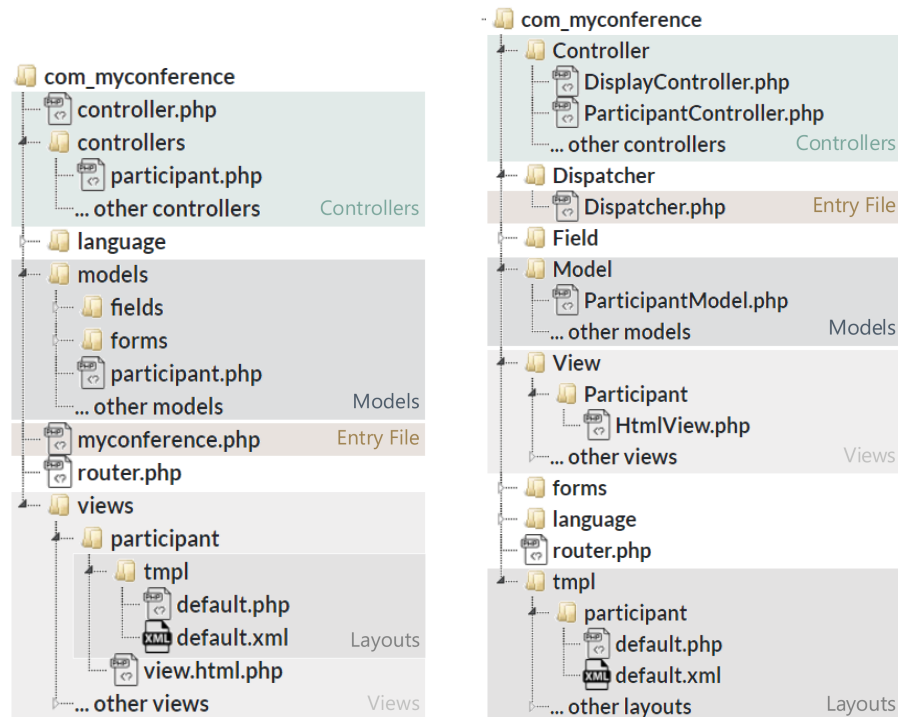 com_myconference
controller.php
controllers
participant.php
... other controllers Controllers
language
models
fields
forms
participant.php
... other models Models
myconference.php Entry File
router.php
views
participant
tmpl
default.php
default.xml Layouts
view.html.php
... other views Views
com_myconference
Controller
DisplayController.php
ParticipantController.php
... other controllers Controllers
Dispatcher
Dispatcher.php Entry File
Field
Model
ParticipantModel.php
... other models Models
View
Participant
HtmlView.php
... other views Views
forms
language
router.php
tmpl
participant
default.php
default.xml
... other layouts Layouts